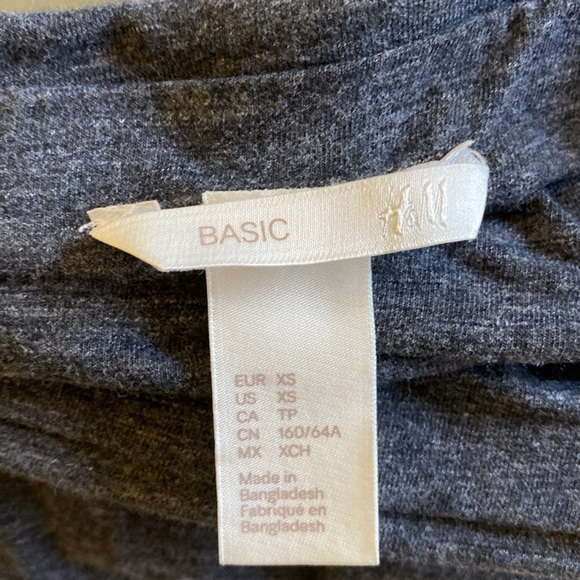 BASIC H&M
EUR XS
US XS
CA TP
CN 160/64A
MX XCH
Made in
Bangladesh
Fabriqué en
Bangladesh